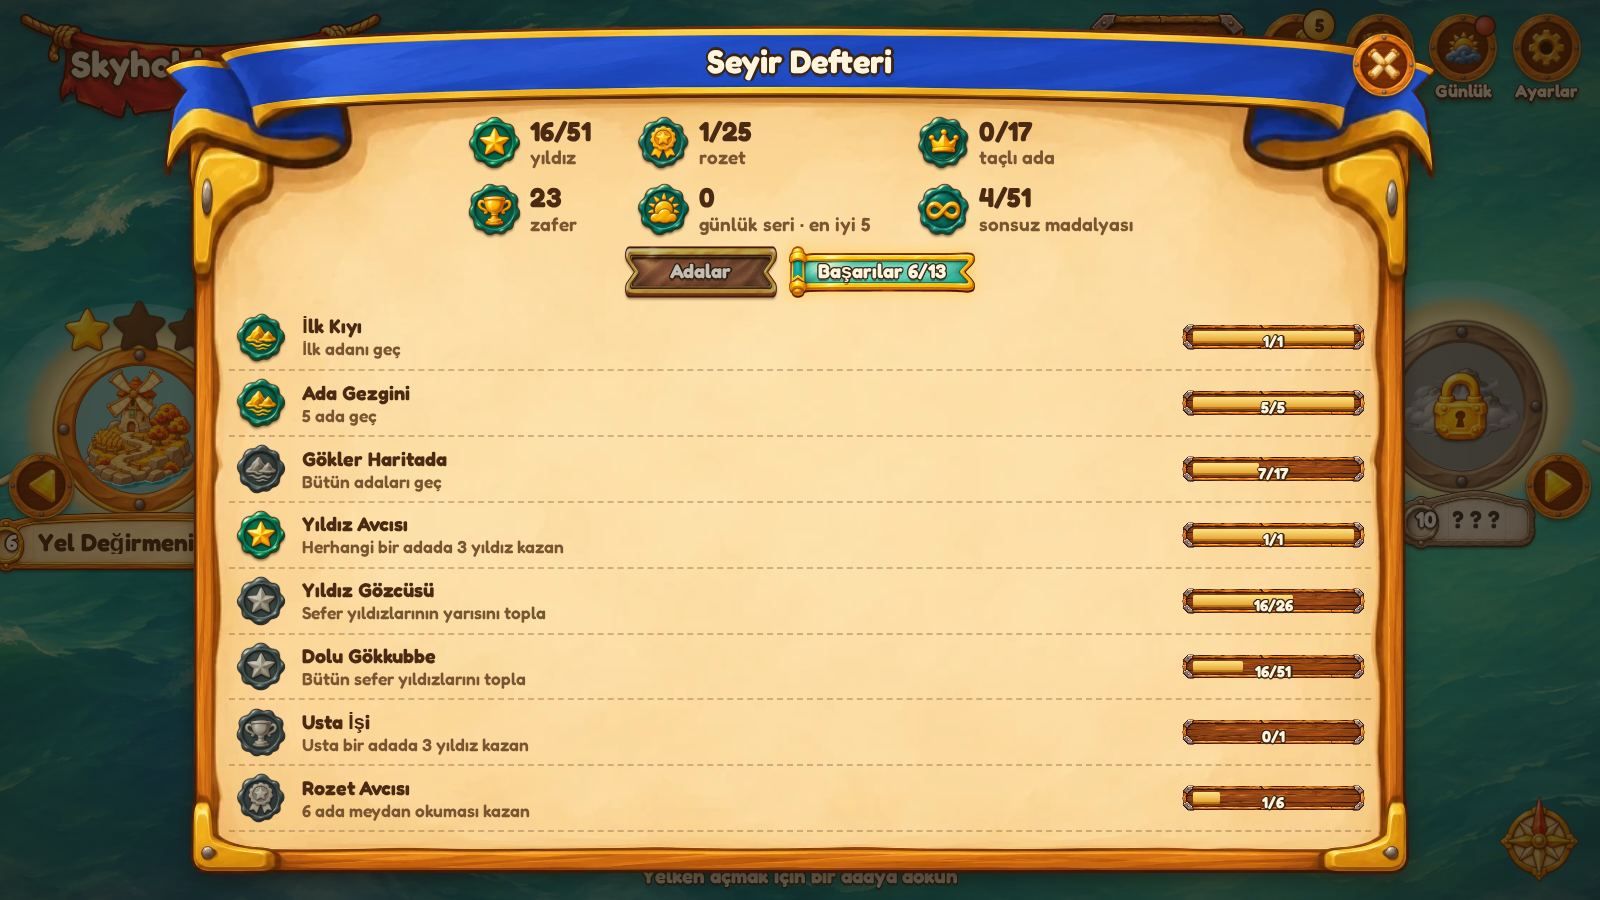 Seyir Defteri
5
Günlük
Ayarlar
16/51
yıldız
1/25
rozet
0/17
taçlı ada
23
zafer
0
günlük seri · en iyi 5
4/51
sonsuz madalyası
Adalar
Başarılar 6/13
İlk Kıyı
İlk adanı geç
1/1
Ada Gezgini
5 ada geç
5/5
Gökler Haritada
Bütün adaları geç
7/17
Yıldız Avcısı
Herhangi bir adada 3 yıldız kazan
1/1
Yıldız Gözcüsü
Sefer yıldızlarının yarısını topla
16/26
Dolu Gökkubbe
Bütün sefer yıldızlarını topla
16/51
Usta İşi
Usta bir adada 3 yıldız kazan
0/1
Rozet Avcısı
6 ada meydan okuması kazan
1/6
6 Yel Değirmeni
10 ? ? ?
Yelken açmak için bir adaya dokun